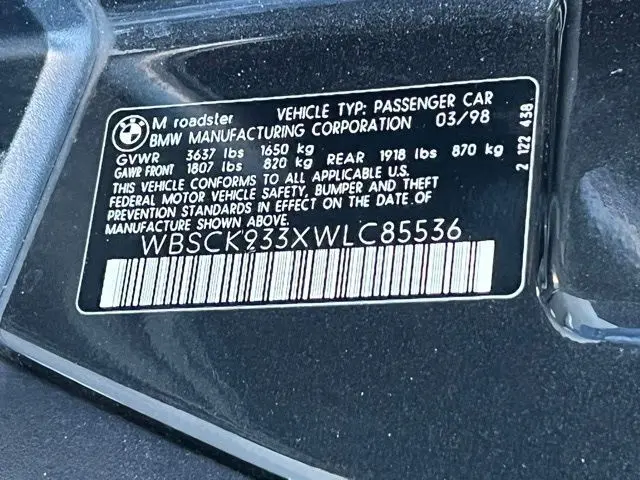 BMW
M roadster VEHICLE TYP: PASSENGER CAR
BMW MANUFACTURING CORPORATION 03/98
GVWR 3637 lbs 1650 kg
GAWR FRONT 1807 lbs 820 kg REAR 1918 lbs 870 kg
THIS VEHICLE CONFORMS TO ALL APPLICABLE
FEDERAL MOTOR VEHICLE SAFETY, BUMPER AND THEFT
PREVENTION STANDARDS IN EFFECT ON THE DATE OF
MANUFACTURE SHOWN ABOVE.
WBSCK933XWLC85536
2 122 438